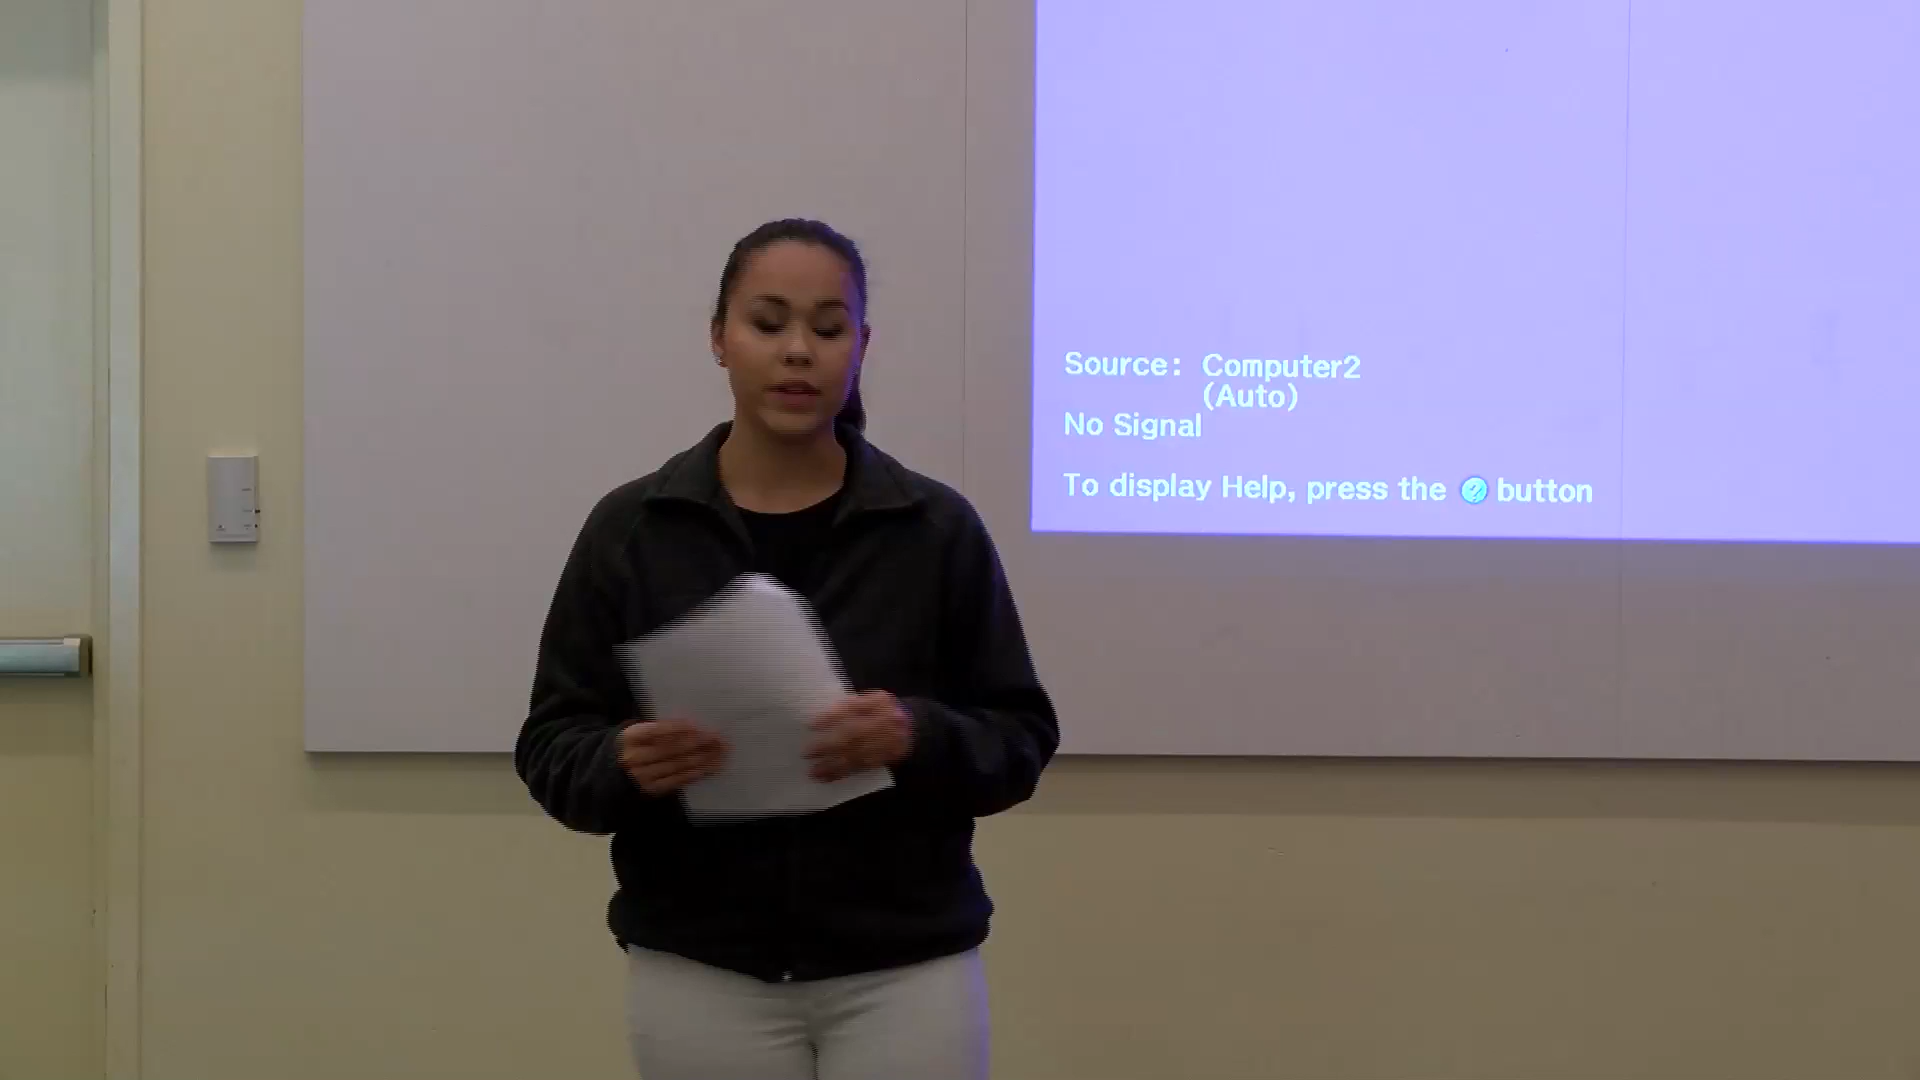 Source: Computer2
(Auto)
No Signal
To display Help, press the ? button